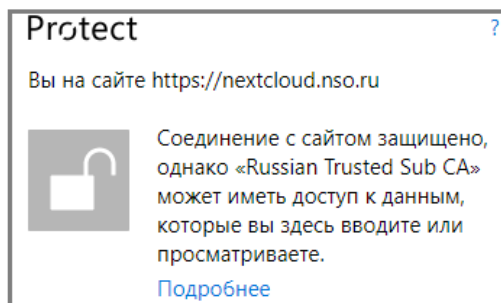 Protect
?
Вы на сайте https://nextcloud.nso.ru
Соединение с сайтом защищено,
однако «Russian Trusted Sub CA»
может иметь доступ к данным,
которые вы здесь вводите или
просматриваете.
Подробнее